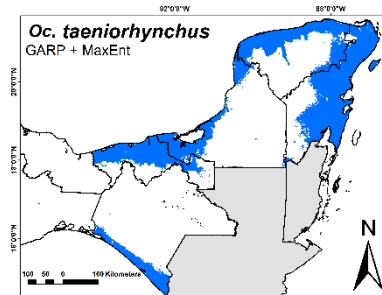 92°0'0"W 88°0'0"W
Oc. taeniorhynchus
GARP + MaxEnt
20°0'0"N
18°0'0"N
16°0'0"N
N
100 50 0 100 Kilometers